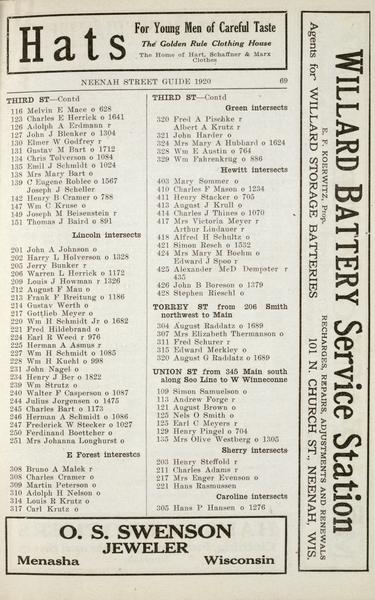 Hats
For Young Men of Careful Taste
The Golden Rule Clothing House
The Home of Hart, Schaffner & Marx
Clothes
NEENAH STREET GUIDE 1920 69
THIRD ST—Contd
116 Melvin E Mace o 628
123 Charles E Herrick o 1641
126 Adolph A Erdmann r
127 John J Blenker o 1304
130 Elmer W Godfrey r
131 Gustav M Bart o 1712
134 Chris Tolverson o 1084
135 Emil J Schmidt o 1024
138 Mrs Mary Bart o
139 C Eugene Roblee o 1567
Joseph J Scheller
142 Henry B Cramer o 788
147 Wm C Kruse o
149 Joseph M Beisenstein r
151 Thomas J Baird o 891
Lincoln intersects
201 John A Johnson o
202 Harry L Holverson o 1328
205 Jerry Bunker r
206 Warren L Herrick o 1172
209 Louis J Howman r 1326
212 August F Mau o
213 Frank F Breitung o 1186
214 Gustav Werth o
217 Gottlieb Meyer o
220 Wm H Schmidt Jr o 1682
221 Fred Hildebrand o
224 Earl R Weed r 976
225 Herman A Asmus r
227 Wm H Schmidt o 1085
228 Wm H Kuehl o 998
231 John Nagel o
234 Henry J Ber o 1822
239 Wm Strutz o
240 Walter F Casperson o 1087
244 Julius Jorgensen o 1475
245 Charles Bart o 1173
246 Herman A Schmidt o 1086
247 Frederick W Stecker o 1027
250 Ferdinand Boettcher o
251 Mrs Johanna Longhurst o
E Forest interescts
308 Bruno A Malek r
308 Charles Cramer o
309 Martin Peterson o
310 Adolph H Nelson o
314 Louis R Krutz o
317 Carl Krutz o
THIRD ST—Contd
Green intersects
320 Fred A Pischke r
Albert A Krutz r
321 John Harder o
324 Mrs Mary A Hubbard o 1624
328 Wm E Austin o 764
329 Wm Fahrenkrug o 886
Hewitt intersects
403 Mary Sommer o
410 Charles F Mason o 1234
411 Henry Stacker o 705
413 August J Krull o
414 Charles J Thines o 1070
417 Mrs Victoria Meyer r
Arthur Lindauer r
418 Alfred H Schultz o
421 Simon Resch o 1532
424 Mrs Mary M Boehm o
Edward J Spoo r
425 Alexander McD Dempster r
435
426 John B Boreson o 1379
428 Stephen Rieschl o
TORREY ST from 206 Smith
northwest to Main
304 August Raddatz o 1689
307 Mrs Elizabeth Thermanson o
311 Fred Schurer r
315 Edward Merkley o
320 August G Raddatz o 1689
UNION ST from 345 Main south
along Soo Line to W Winneconne
109 Simon Samuelson o
113 Andrew Forge r
121 August Brown o
125 Nels O Smith o
125 Earl C Meyers r
129 Henry Pingel o 704
135 Mrs Olive Westberg o 1305
Sherry intersects
203 Henry Steffold r
211 Charles Adams r
217 Mrs Enger Evenson o
221 Hans Rasmussen
Caroline intersects
305 Hans P Hansen o 1276
O. S. SWENSON
JEWELER
Menasha Wisconsin
WILLARD BATTERY Service Station
E. F. KOERWITZ, Prop. RECHARGES, REPAIRS, ADJUSTMENTS AND RENEWALS
Agents for WILLARD STORAGE BATTERIES 101 N. CHURCH ST., NEENAH, WIS.